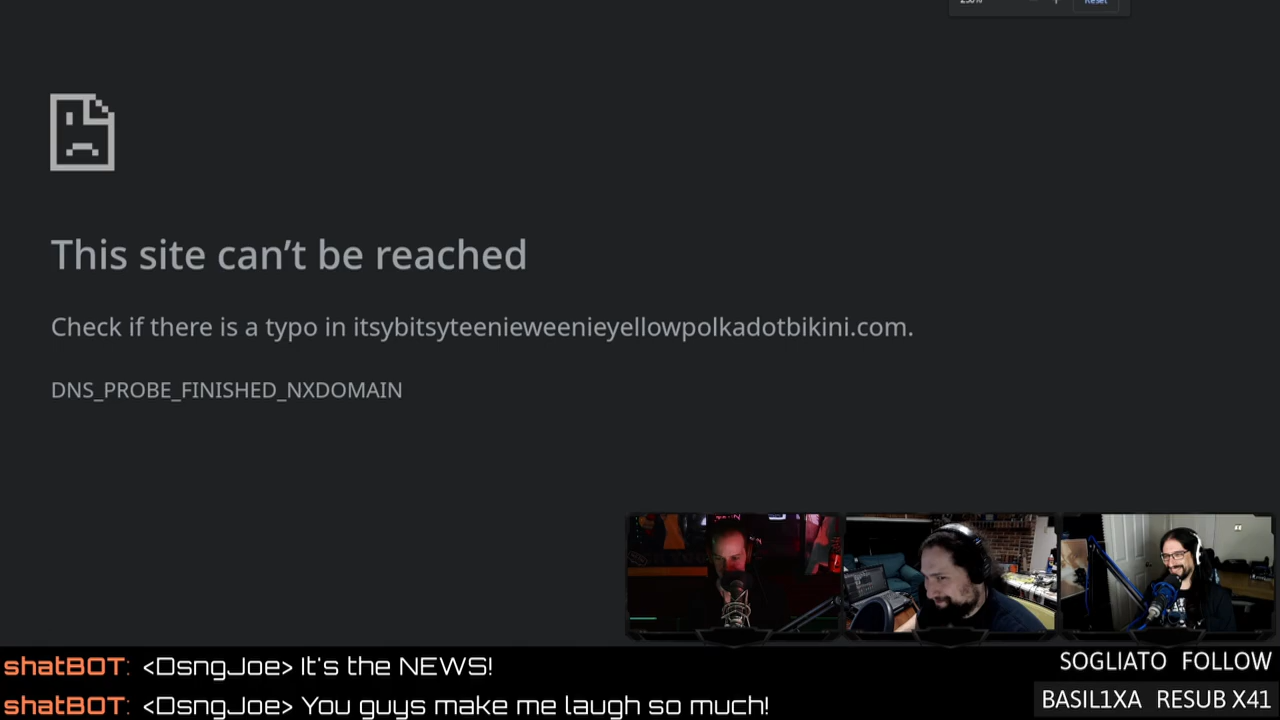 Reset
This site can't be reached
Check if there is a typo in itsybitsyteenieweenieyellowpolkadotbikini.com.
DNS_PROBE_FINISHED_NXDOMAIN
shatBOT: <DsngJoe> It's the NEWS!
shatBOT: <DsngJoe> You guys make me laugh so much!
SOGLIATO FOLLOW
BASIL1XA RESUB X41